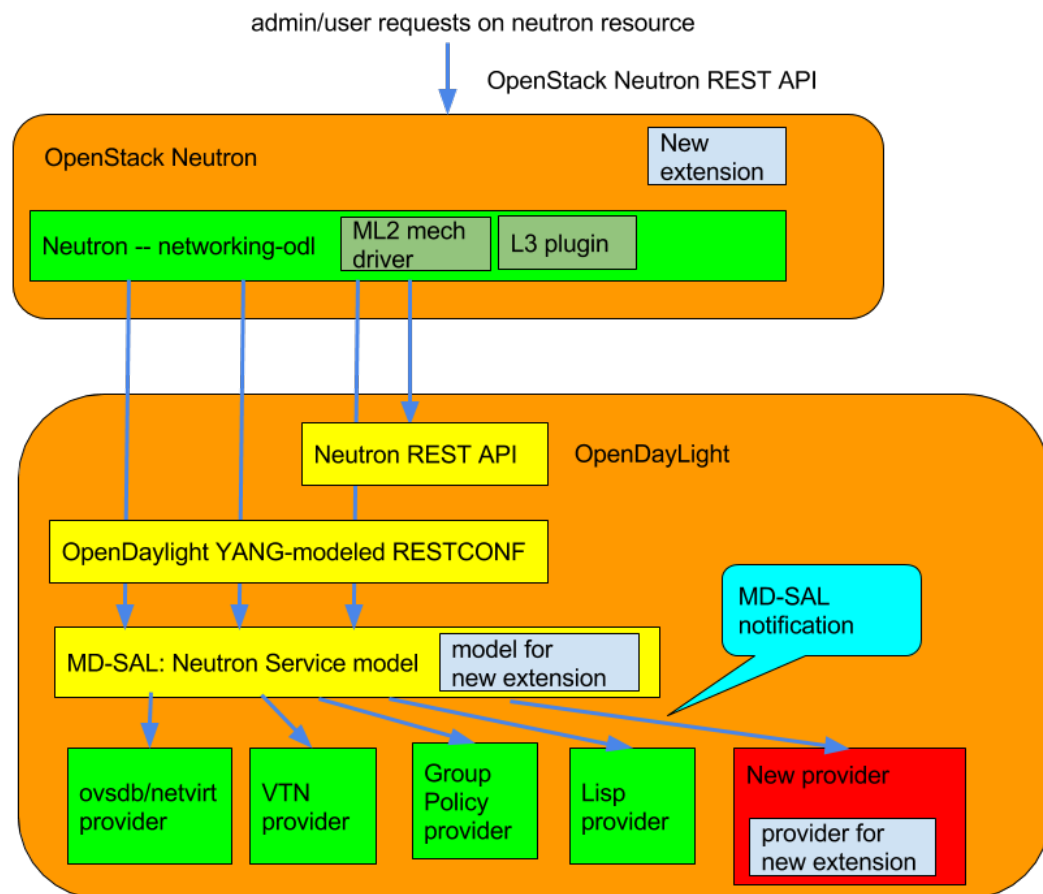 admin/user requests on neutron resource
OpenStack Neutron REST API
OpenStack Neutron
New
extension
Neutron -- networking-odl
ML2 mech
driver
L3 plugin
Neutron REST API
OpenDayLight
OpenDaylight YANG-modeled RESTCONF
MD-SAL
notification
MD-SAL: Neutron Service model
model for
new extension
ovsdb/netvirt
provider
VTN
provider
Group
Policy
provider
Lisp
provider
New provider
provider for
new extension